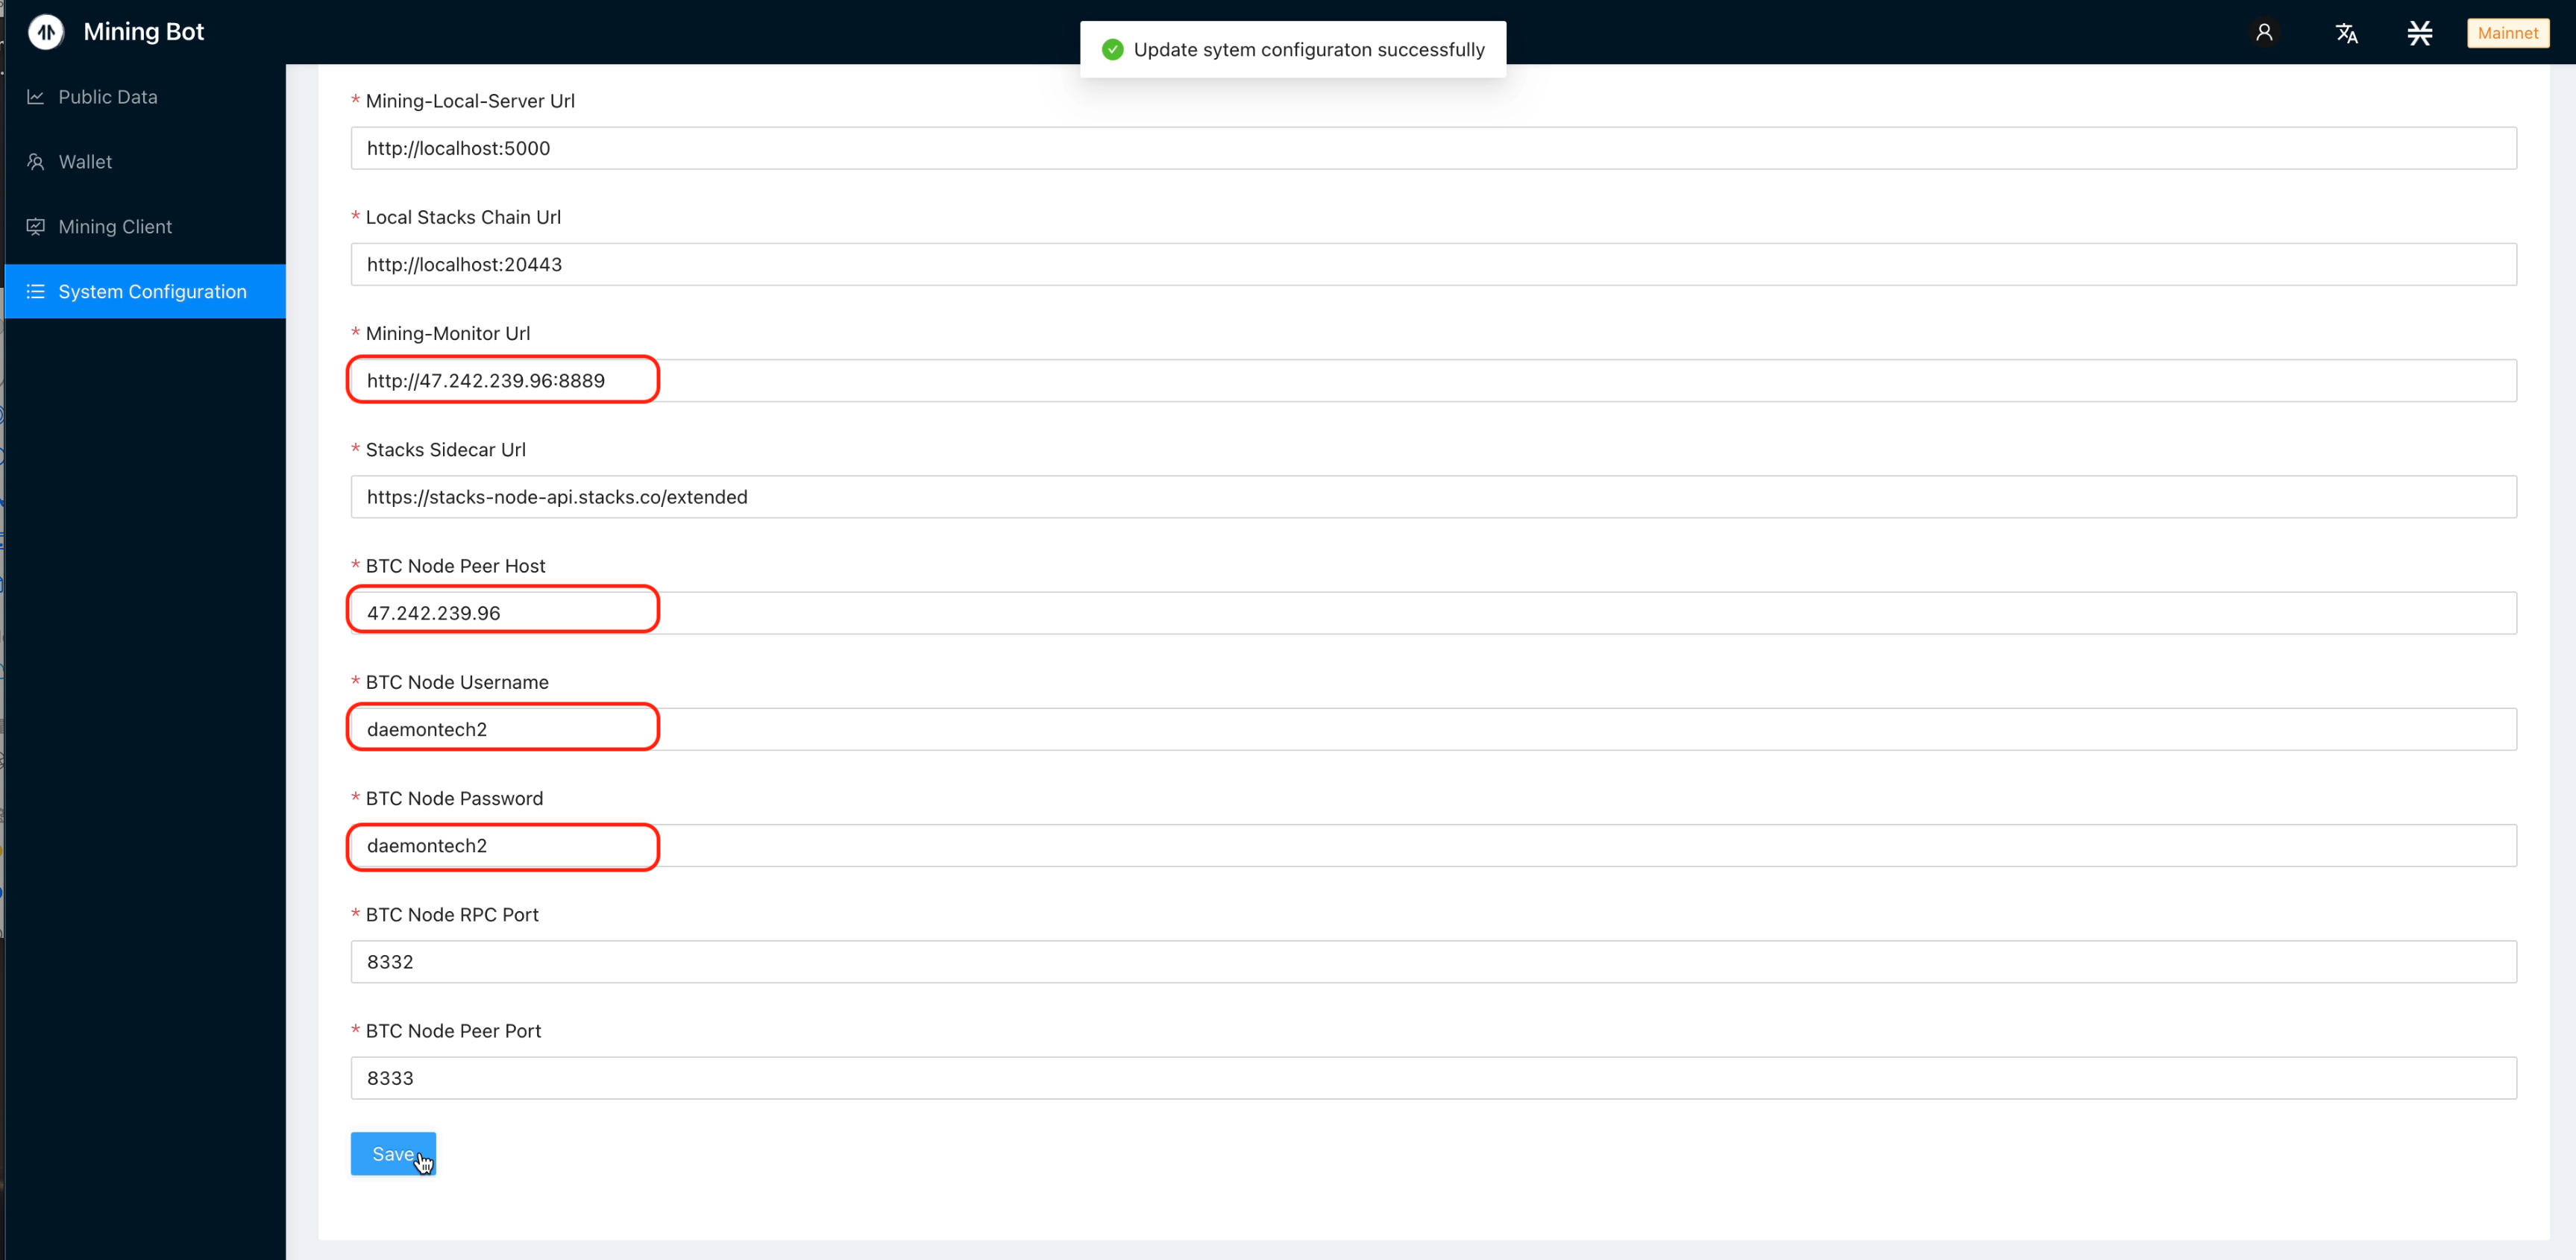 Mining Bot
Update sytem configuraton successfully
Mainnet
Public Data
Wallet
Mining Client
System Configuration
* Mining-Local-Server Url
http://localhost:5000
* Local Stacks Chain Url
http://localhost:20443
* Mining-Monitor Url
http://47.242.239.96:8889
* Stacks Sidecar Url
https://stacks-node-api.stacks.co/extended
* BTC Node Peer Host
47.242.239.96
* BTC Node Username
daemontech2
* BTC Node Password
daemontech2
* BTC Node RPC Port
8332
* BTC Node Peer Port
8333
Save